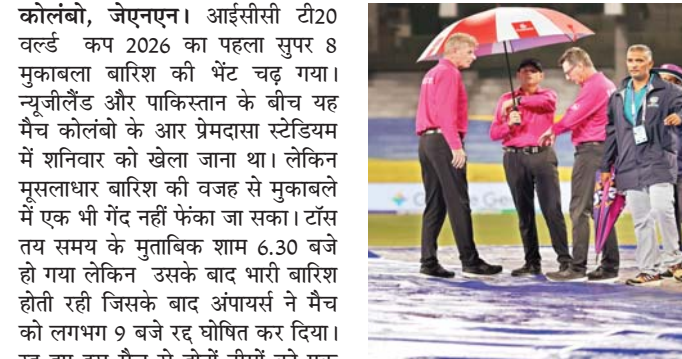 कोलंबो, जेएनएन। आईसीसी टी20
वर्ल्ड कप 2026 का पहला सुपर 8
मुकाबला बारिश की भेंट चढ़ गया।
न्यूजीलैंड और पाकिस्तान के बीच यह
मैच कोलंबो के आर प्रेमदासा स्टेडियम
में शनिवार को खेला जाना था। लेकिन
मूसलाधार बारिश की वजह से मुकाबले
में एक भी गेंद नहीं फेंका जा सका। टॉस
तय समय के मुताबिक शाम 6.30 बजे
हो गया लेकिन उसके बाद भारी बारिश
होती रही जिसके बाद अंपायर्स ने मैच
को लगभग 9 बजे रद्द घोषित कर दिया।